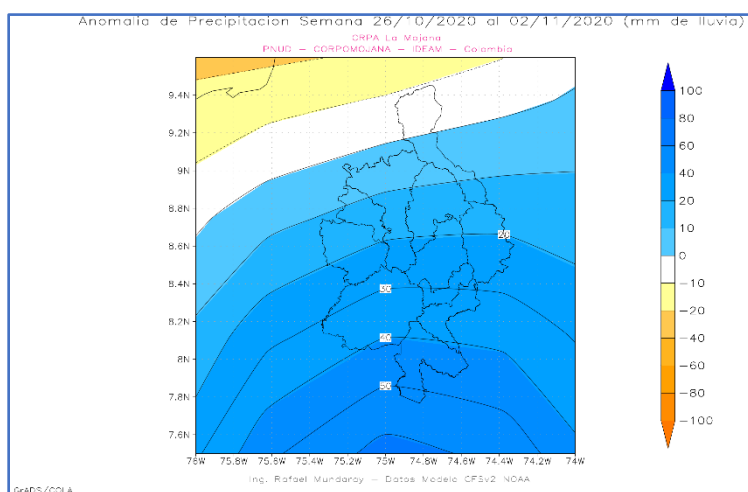 Anomalia de Precipitacion Semana 26/10/2020 al 02/11/2020 (mm de lluvia)
CRPA La Mojana
PNUD - CORPOMOJANA - IDEAM - Colombia
9.4N
9.2N
9N
8.8N
8.6N
8.4N
8.2N
8N
7.8N
7.6N
76W 75.8W 75.6W 75.4W 75.2W 75W 74.8W 74.6W 74.4W 74.2W 74W
20
30
40
50
100
80
60
40
20
0
-10
-20
-40
-60
-80
-100
Ing. Rafael Mundaray - Datos Modelo CFSv2 NOAA
GrADS/COLA